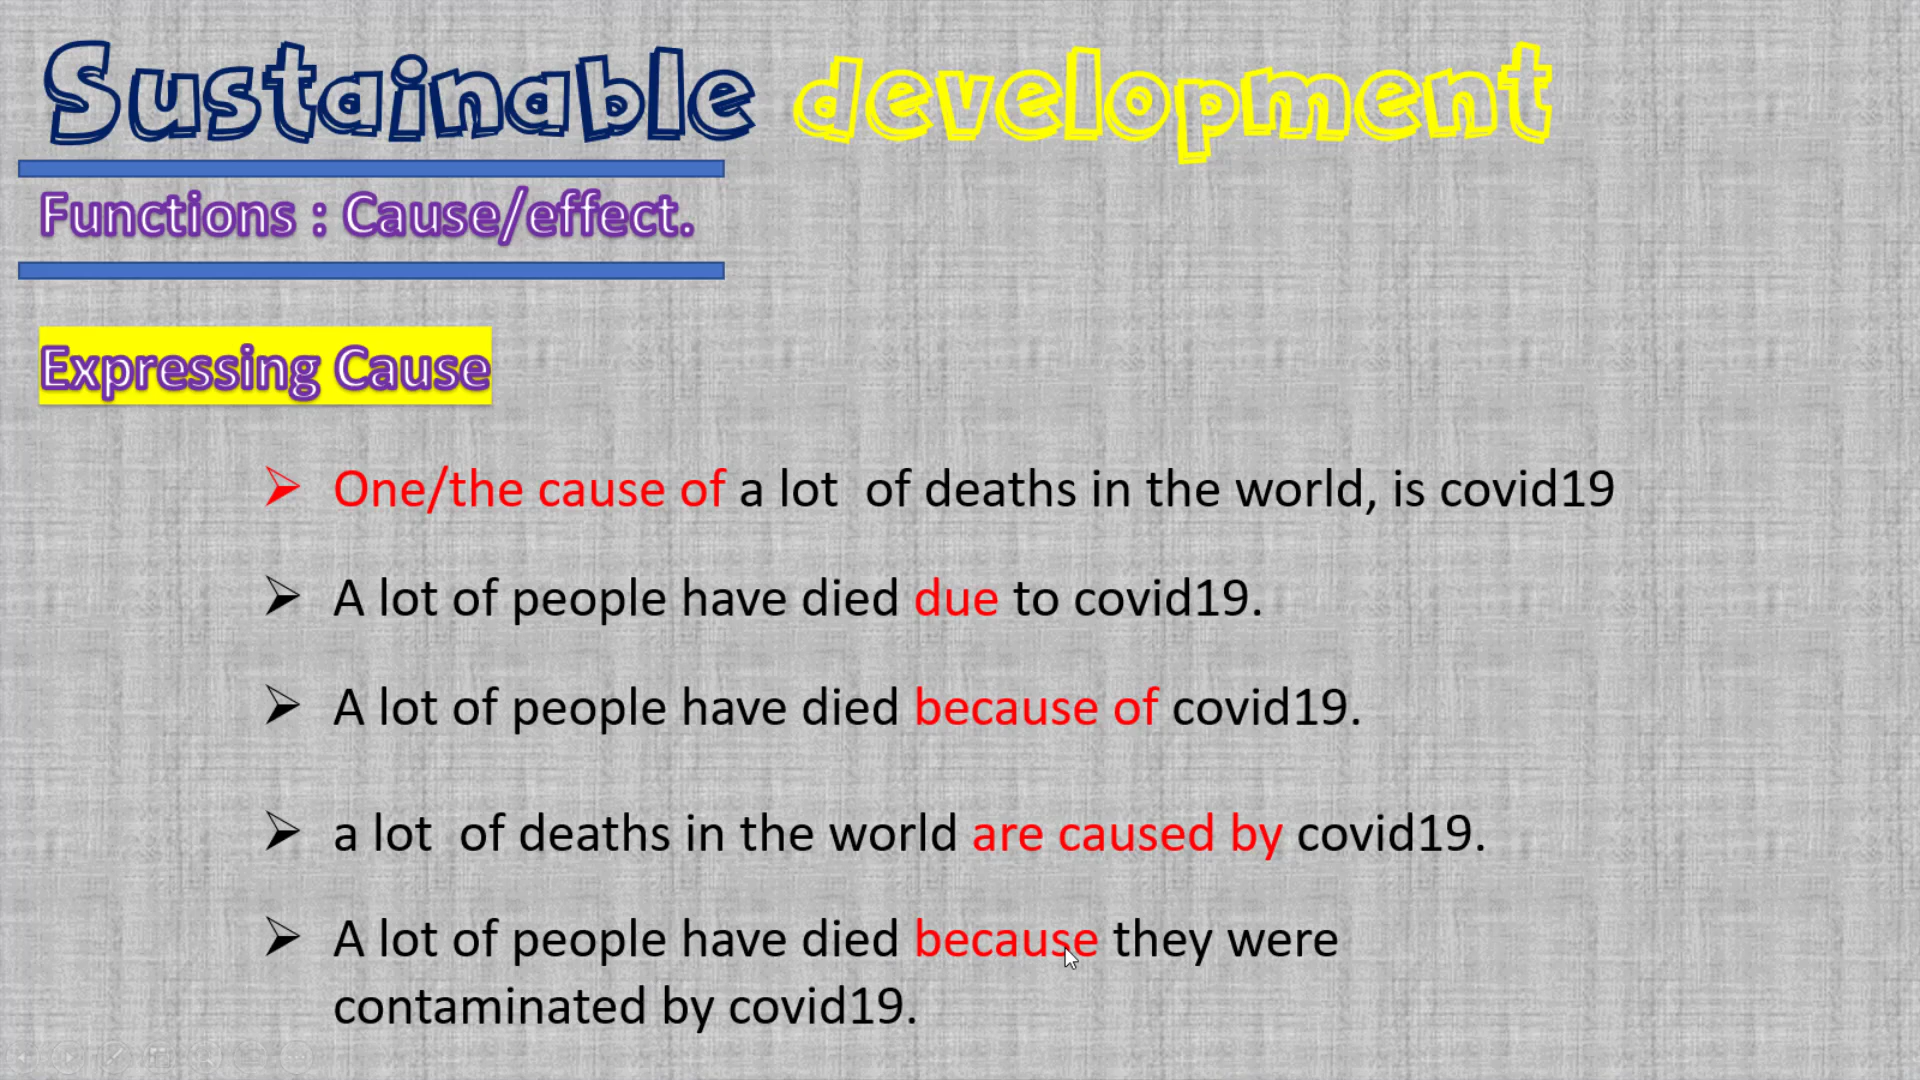 Sustainable development
Functions : Cause/effect.
Expressing Cause
One/the cause of a lot  of deaths in the world, is covid19
A lot of people have died due to covid19.
A lot of people have died because of covid19.
a lot  of deaths in the world are caused by covid19.
A lot of people have died because they were
contaminated by covid19.